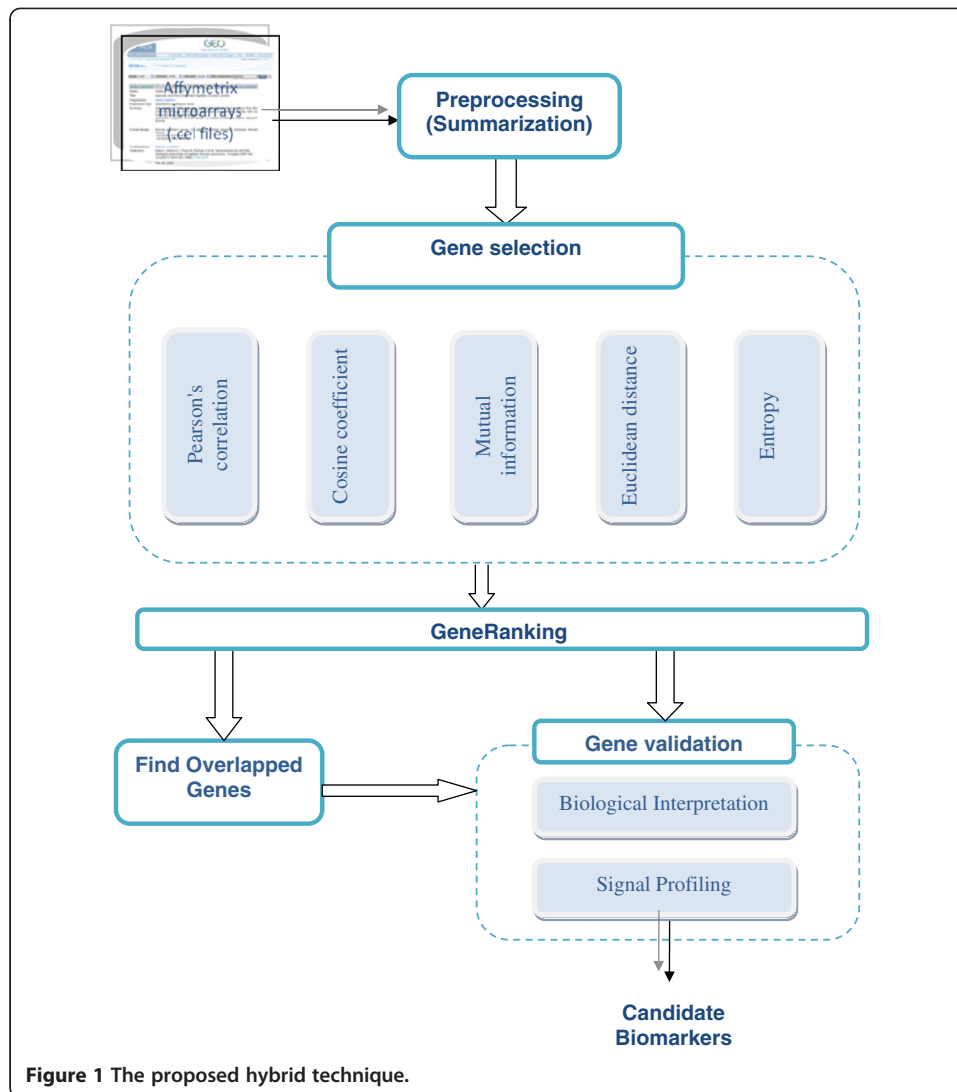 GEO
Affymetrix
microarrays
(.cel files)
Preprocessing
(Summarization)
Gene selection
Pearson's
correlation
Cosine coefficient
Mutual
information
Euclidean distance
Entropy
GeneRanking
Find Overlapped
Genes
Gene validation
Biological Interpretation
Signal Profiling
Candidate
Biomarkers
Figure 1 The proposed hybrid technique.